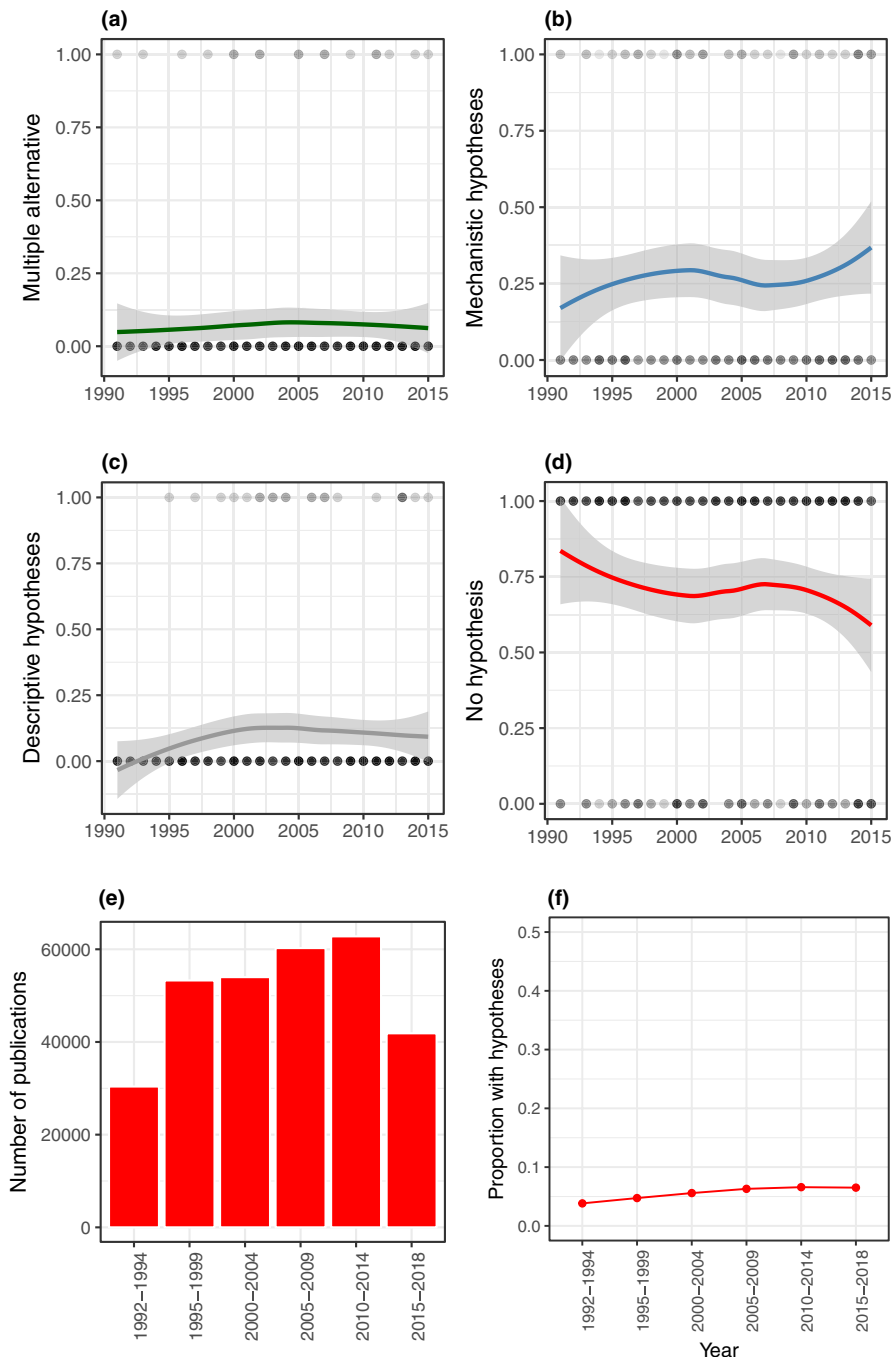 (a)
Multiple alternative
1.00
0.75
0.50
0.25
0.00
1990 1995 2000 2005 2010 2015
(b)
Mechanistic hypotheses
1.00
0.75
0.50
0.25
0.00
1990 1995 2000 2005 2010 2015
(c)
Descriptive hypotheses
1.00
0.75
0.50
0.25
0.00
1990 1995 2000 2005 2010 2015
(d)
No hypothesis
1.00
0.75
0.50
0.25
0.00
1990 1995 2000 2005 2010 2015
(e)
Number of publications
60000
40000
20000
0
1992–1994
1995–1999
2000–2004
2005–2009
2010–2014
2015–2018
(f)
Proportion with hypotheses
0.5
0.4
0.3
0.2
0.1
0.0
1992–1994
1995–1999
2000–2004
2005–2009
2010–2014
2015–2018
Year